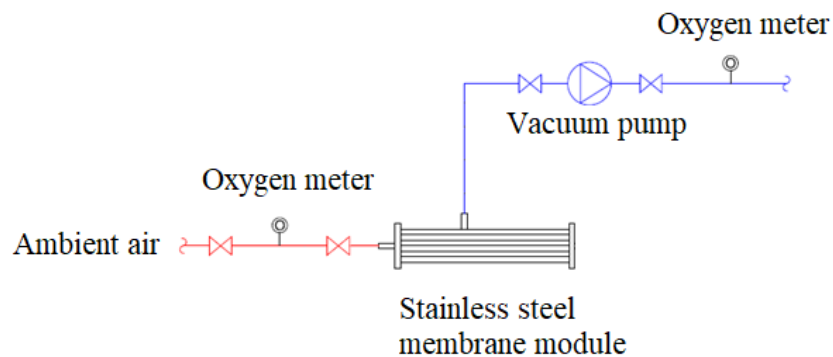 Oxygen meter
Vacuum pump
Oxygen meter
Ambient air
Stainless steel
membrane module